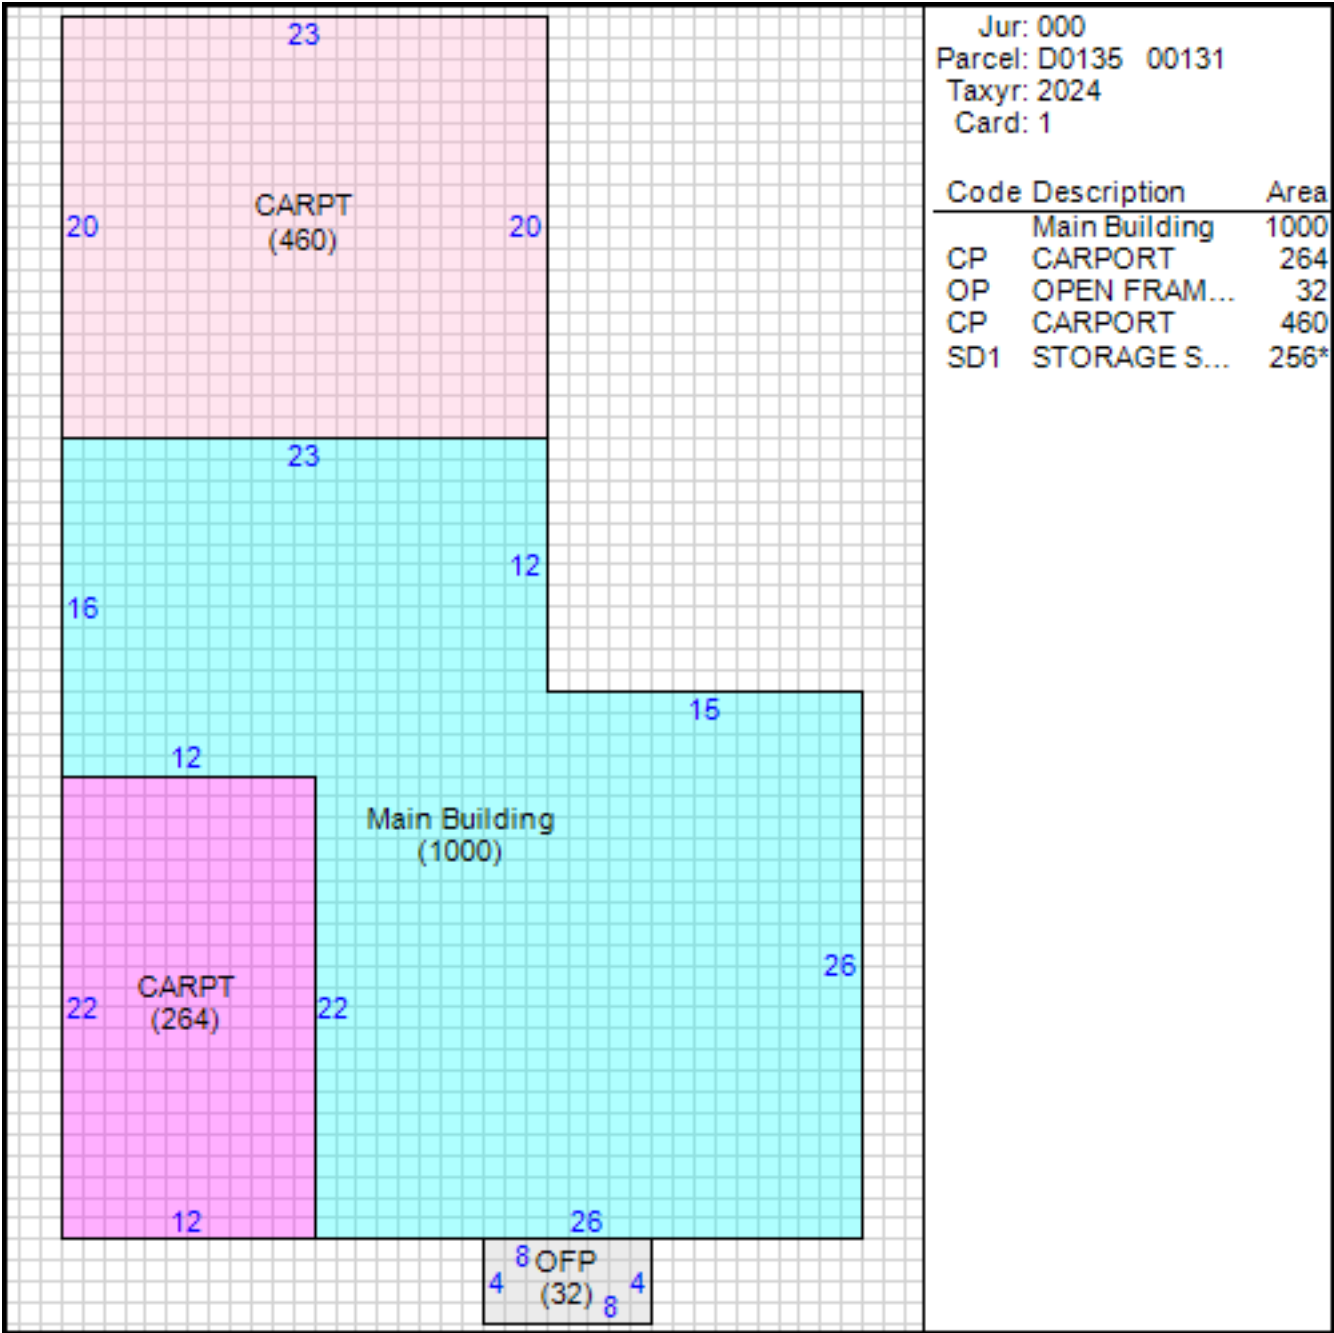 23
20
CARPT
(460)
20
23
12
16
15
12
Main Building
(1000)
26
22
CARPT
(264)
22
12
26
8
OFP
4
(32)
4
8
Jur: 000
Parcel: D0135 00131
Taxyr: 2024
Card: 1
Code Description Area
Main Building 1000
CP CARPORT 264
OP OPEN FRAM... 32
CP CARPORT 460
SD1 STORAGE S... 256*